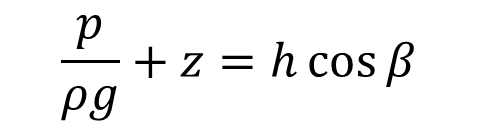 p/ρg + z = h cos β